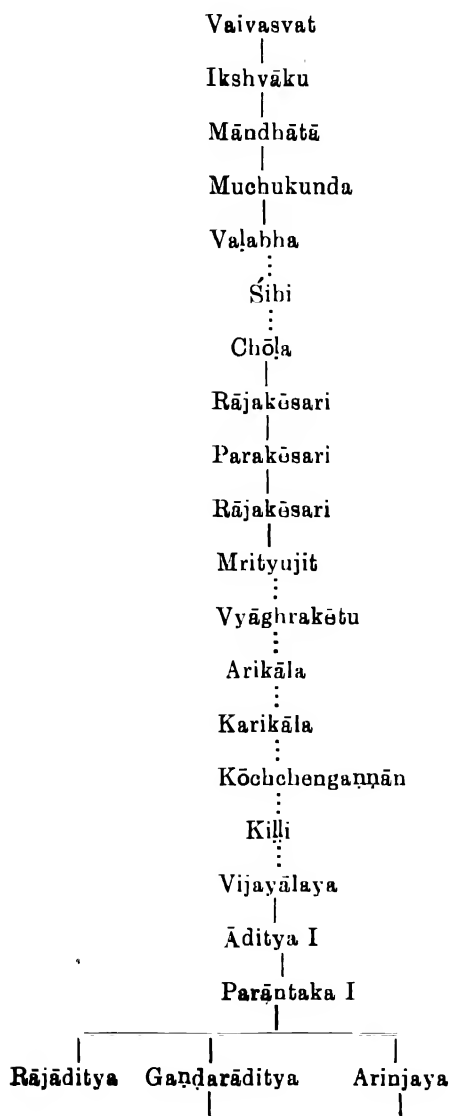 Vaivasvat
Ikshvāku
Māndhātā
Muchukunda
Vaḷabha
Śibi
Chōḷa
Rājakēsari
Parakēsari
Rājakēsari
Mrityujit
Vyāghrakētu
Arikāla
Karikāla
Kōchchengaṇṇān
Kiḷḷi
Vijayālaya
Āditya I
Parāntaka I
Rājāditya Gaṇḍarāditya Arinjaya